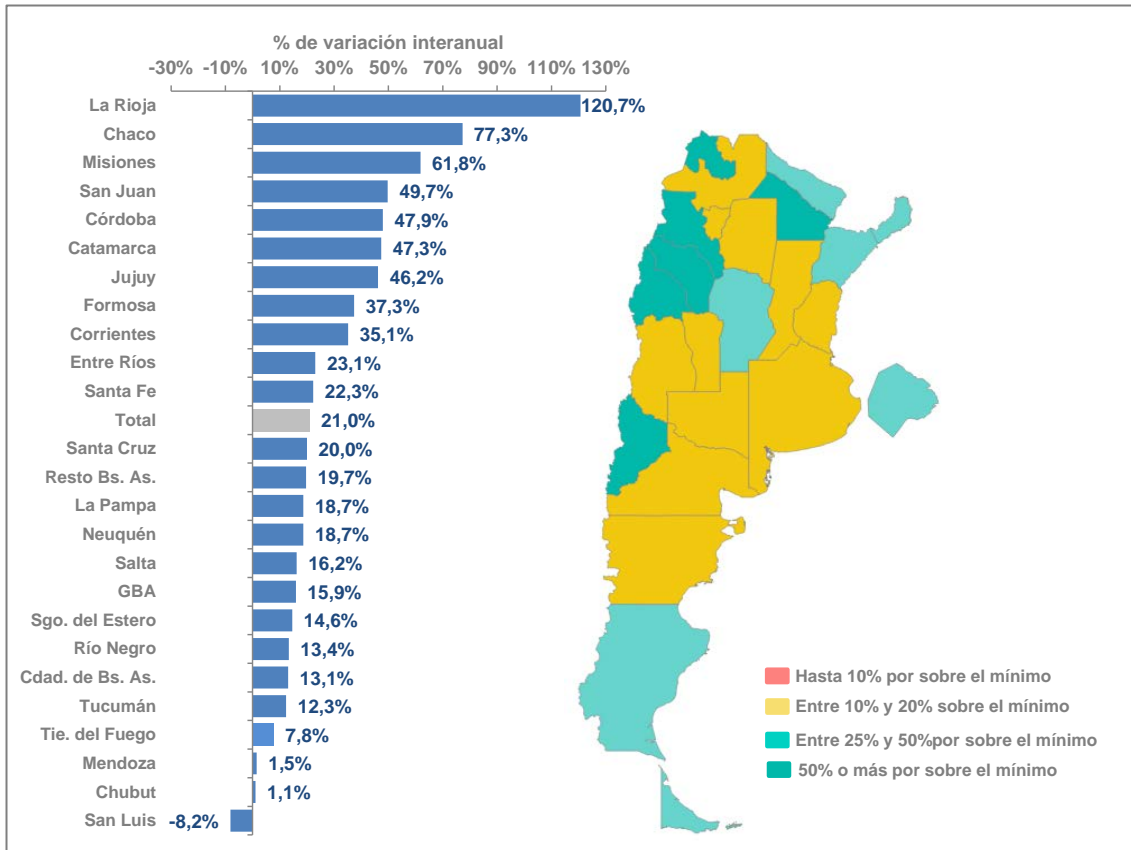 % de variación interanual
-30% -10% 10% 30% 50% 70% 90% 110% 130%
La Rioja 120,7%
Chaco 77,3%
Misiones 61,8%
San Juan 49,7%
Córdoba 47,9%
Catamarca 47,3%
Jujuy 46,2%
Formosa 37,3%
Corrientes 35,1%
Entre Ríos 23,1%
Santa Fe 22,3%
Total 21,0%
Santa Cruz 20,0%
Resto Bs. As. 19,7%
La Pampa 18,7%
Neuquén 18,7%
Salta 16,2%
GBA 15,9%
Sgo. del Estero 14,6%
Río Negro 13,4%
Cdad. de Bs. As. 13,1%
Tucumán 12,3%
Tie. del Fuego 7,8%
Mendoza 1,5%
Chubut 1,1%
San Luis -8,2%
Hasta 10% por sobre el mínimo
Entre 10% y 20% sobre el mínimo
Entre 25% y 50%por sobre el mínimo
50% o más por sobre el mínimo